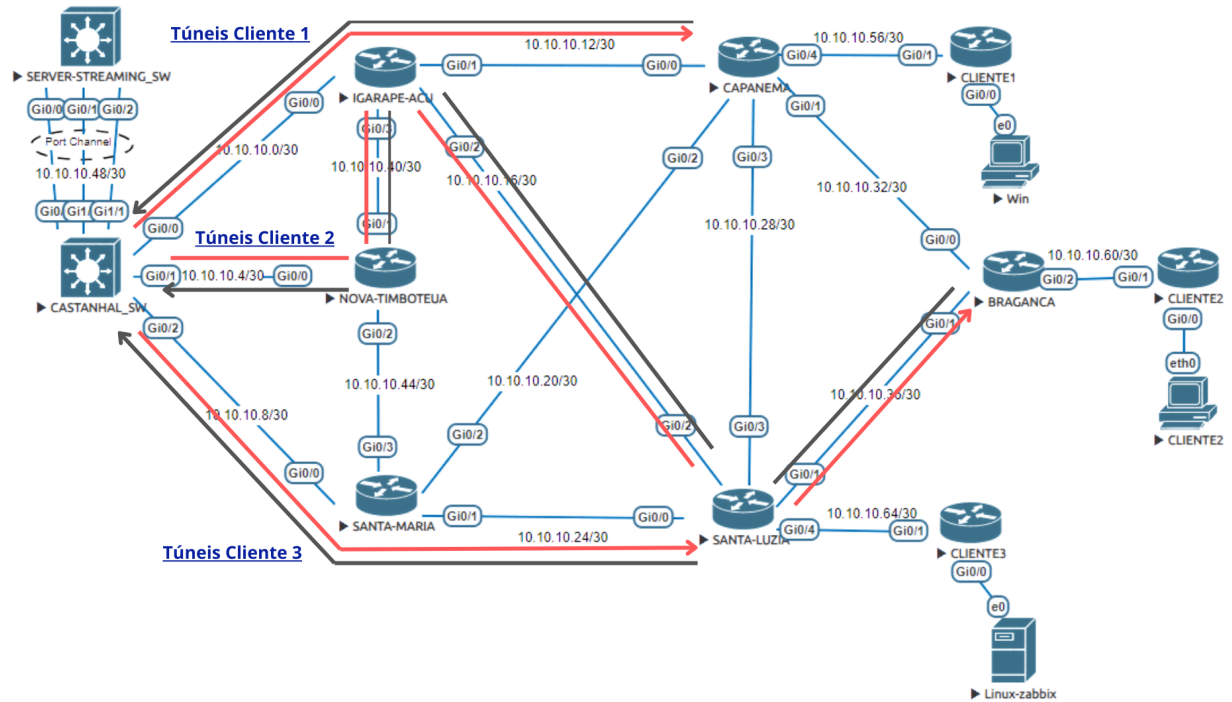 Túneis Cliente 1
10.10.10.12/30
10.10.10.56/30
Gi0/4
Gi0/1
▶ CLIENTE1
Gi0/0
e0
▶ Win
▶ SERVER-STREAMING_SW
Gi0/0
Gi0/1
Gi0/2
Port Channel
10.10.10.48/30
Gi1/1
Gi0/0
▶ CASTANHAL_SW
Gi0/1
Gi0/2
10.10.10.0/30
Gi0/0
▶ IGARAPE-ACU
Gi0/1
Gi0/0
▶ CAPANEMA
Gi0/1
Gi0/3
Gi0/2
10.10.10.40/30
10.10.10.16/30
Gi0/2
Gi0/3
10.10.10.32/30
Gi0/1
10.10.10.28/30
Túneis Cliente 2
10.10.10.4/30
Gi0/0
▶ NOVA-TIMBOTEUA
Gi0/2
Gi0/0
10.10.10.60/30
Gi0/2
Gi0/1
▶ BRAGANCA
▶ CLIENTE2
Gi0/0
Gi0/1
eth0
▶ CLIENTE2
10.10.10.44/30
10.10.10.20/30
10.10.10.36/30
10.10.10.8/30
Gi0/2
Gi0/2
Gi0/3
Gi0/3
Gi0/0
Gi0/1
▶ SANTA-MARIA
Gi0/1
Gi0/0
▶ SANTA-LUZIA
Gi0/4
10.10.10.64/30
Gi0/1
▶ CLIENTE3
Gi0/0
e0
▶ Linux-zabbix
10.10.10.24/30
Túneis Cliente 3